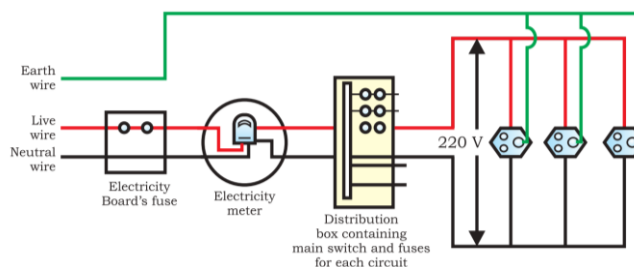 Earth
wire
Live
wire
Neutral
wire
Electricity
Board's fuse
Electricity
meter
Distribution
box containing
main switch and fuses
for each circuit
220 V